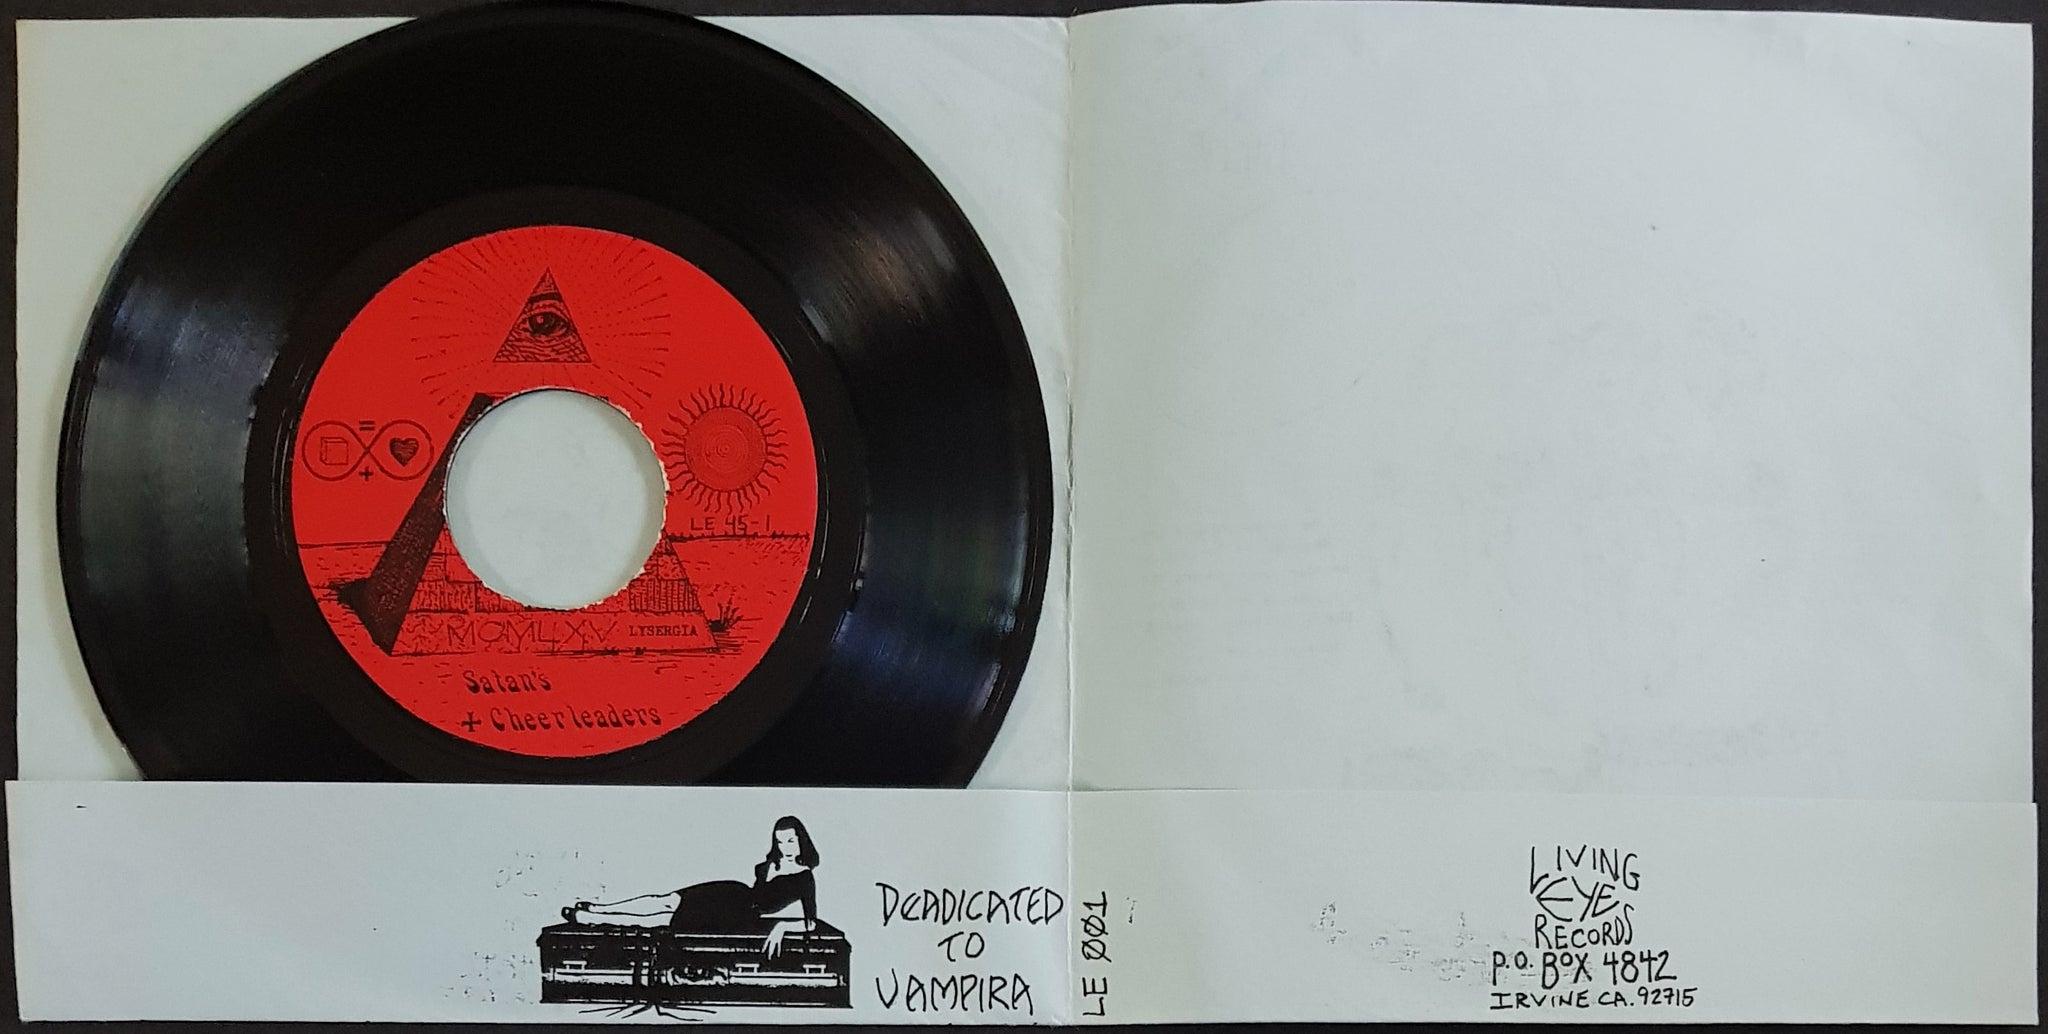 LE 45-1
MCMLXV LYSERGIA
Satan's
Cheerleaders
DEADICATED
TO
VAMPIRA
LE 001
LIVING
EYE
RECORDS
P.O. BOX 4842
IRVINE CA. 92715